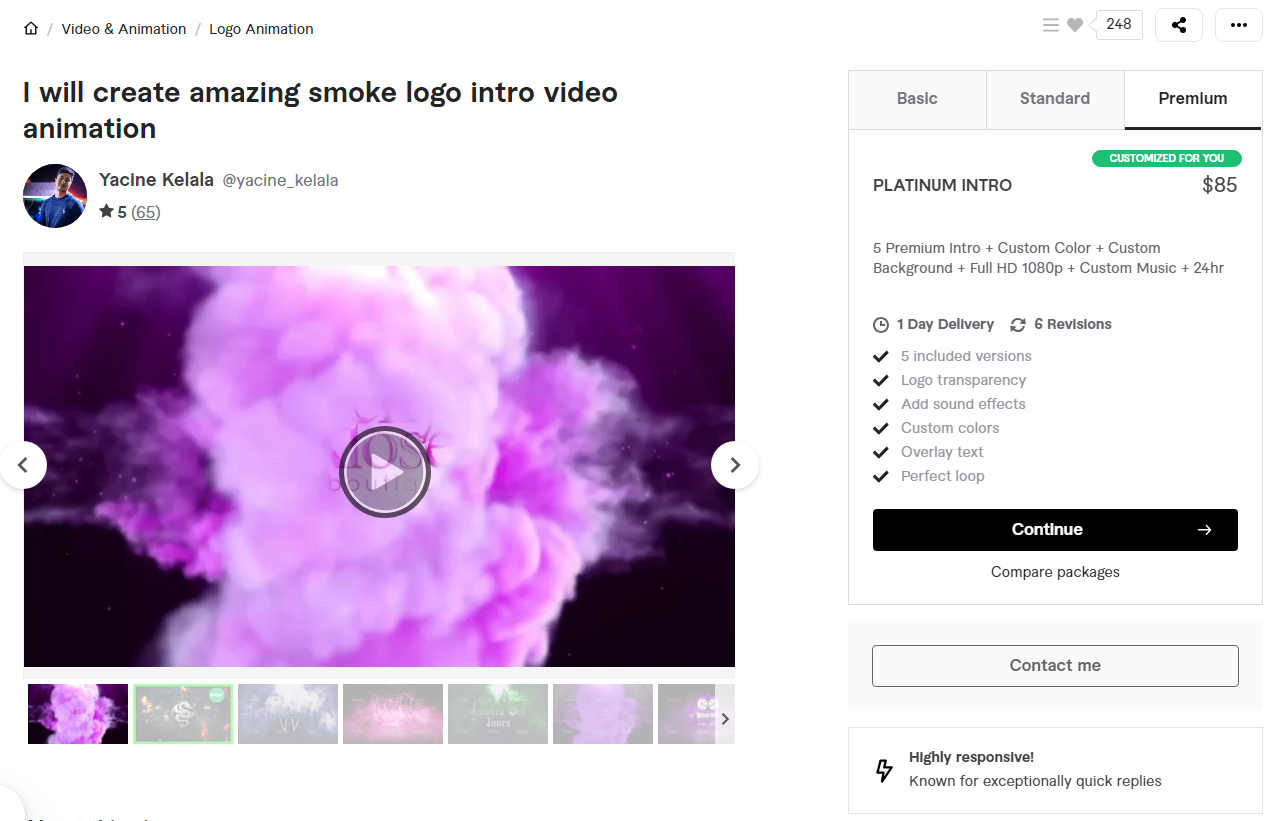 / Video & Animation / Logo Animation
248
I will create amazing smoke logo intro video
animation
Yacine Kelala @yacine_kelala
5 (65)
Basic Standard Premium
CUSTOMIZED FOR YOU
PLATINUM INTRO $85
5 Premium Intro + Custom Color + Custom
Background + Full HD 1080p + Custom Music + 24hr
1 Day Delivery 6 Revisions
5 included versions
Logo transparency
Add sound effects
Custom colors
Overlay text
Perfect loop
Continue
Compare packages
Contact me
Highly responsive!
Known for exceptionally quick replies